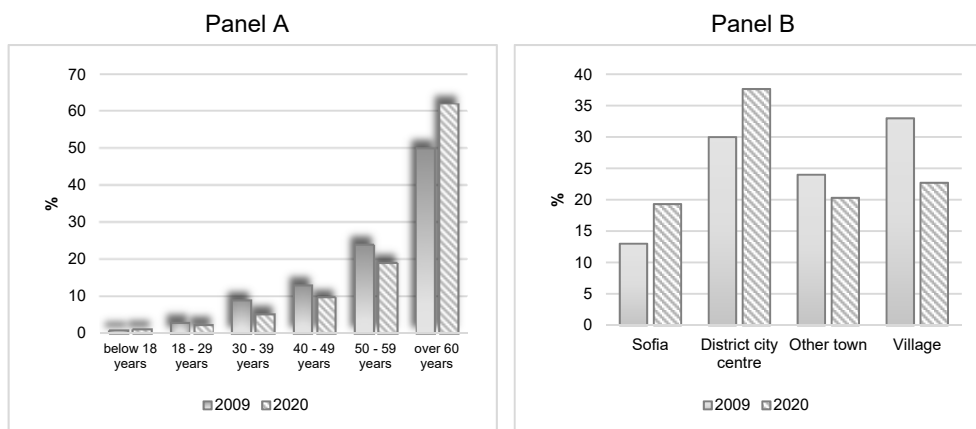 Panel A
70
60
50
40
30
20
10
0
%
below 18 years
18 - 29 years
30 - 39 years
40 - 49 years
50 - 59 years
over 60 years
2009 2020
Panel B
40
35
30
25
20
15
10
5
0
%
Sofia
District city centre
Other town
Village
2009 2020